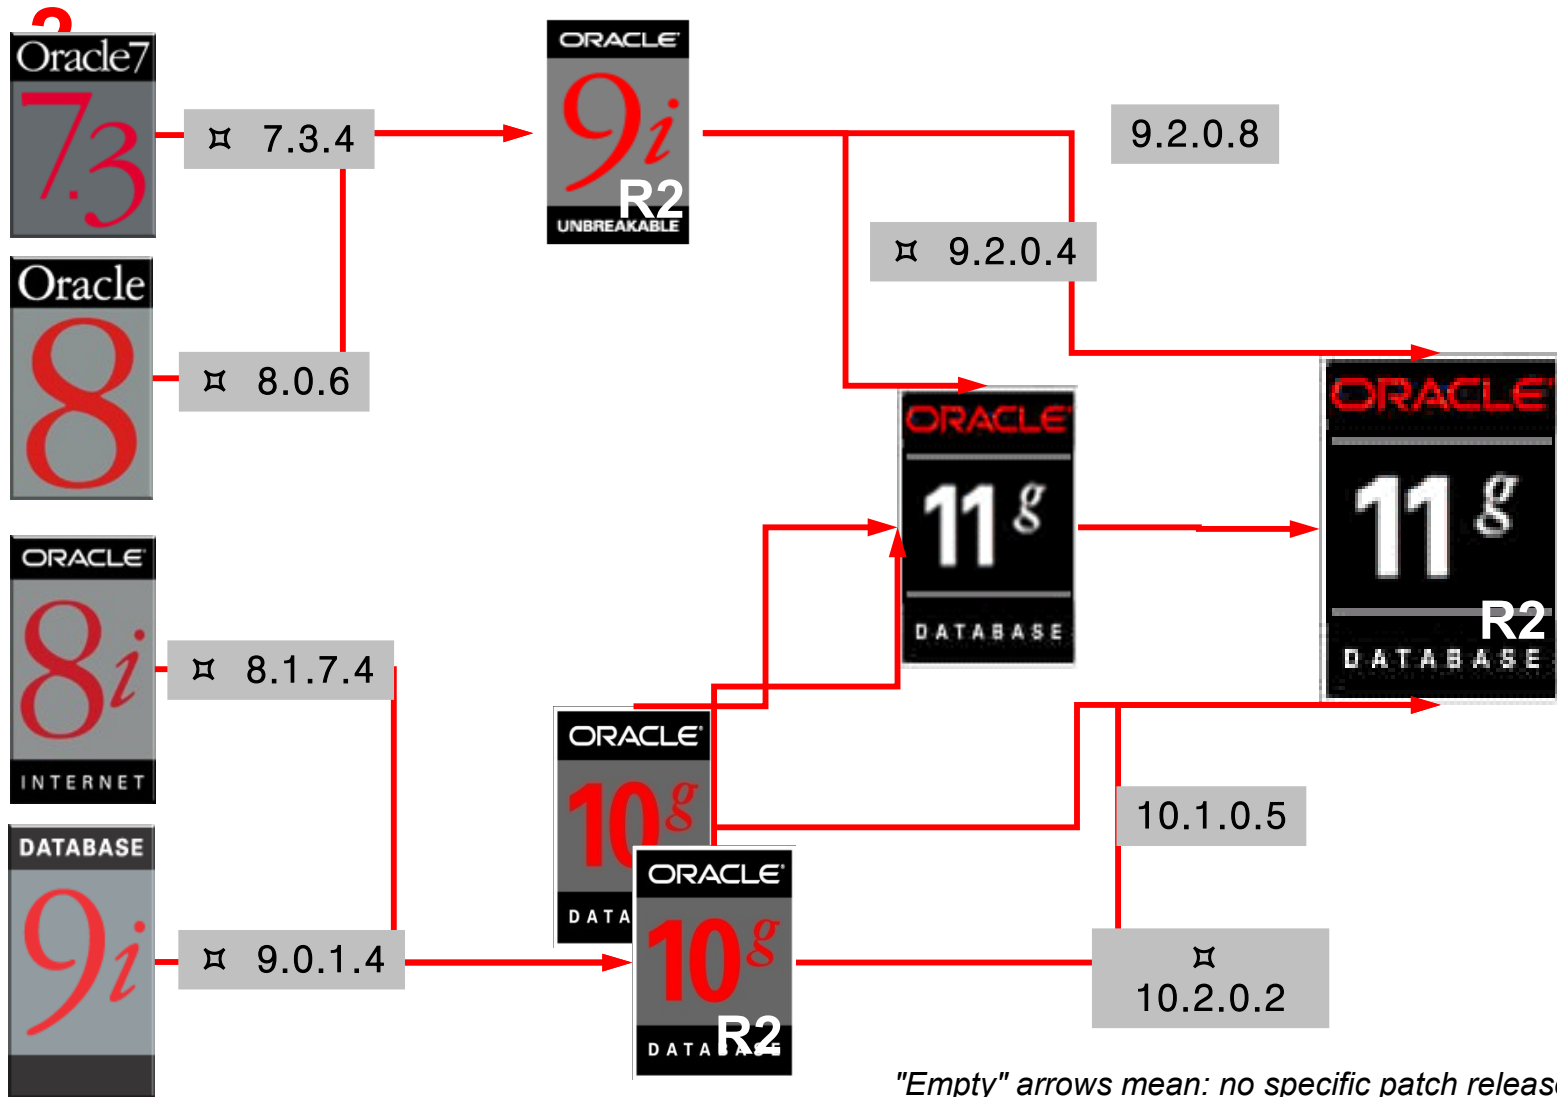 2
Oracle7
7.3
¤ 7.3.4
ORACLE
9i
R2
UNBREAKABLE
9.2.0.8
¤ 9.2.0.4
Oracle
8
¤ 8.0.6
ORACLE
11g
DATABASE
ORACLE
11g
R2
DATABASE
ORACLE
8i
INTERNET
¤ 8.1.7.4
ORACLE
10g
DATA
10.1.0.5
DATABASE
9i
¤ 9.0.1.4
ORACLE
10g
R2
DATABASE
¤
10.2.0.2
"Empty" arrows mean: no specific patch release